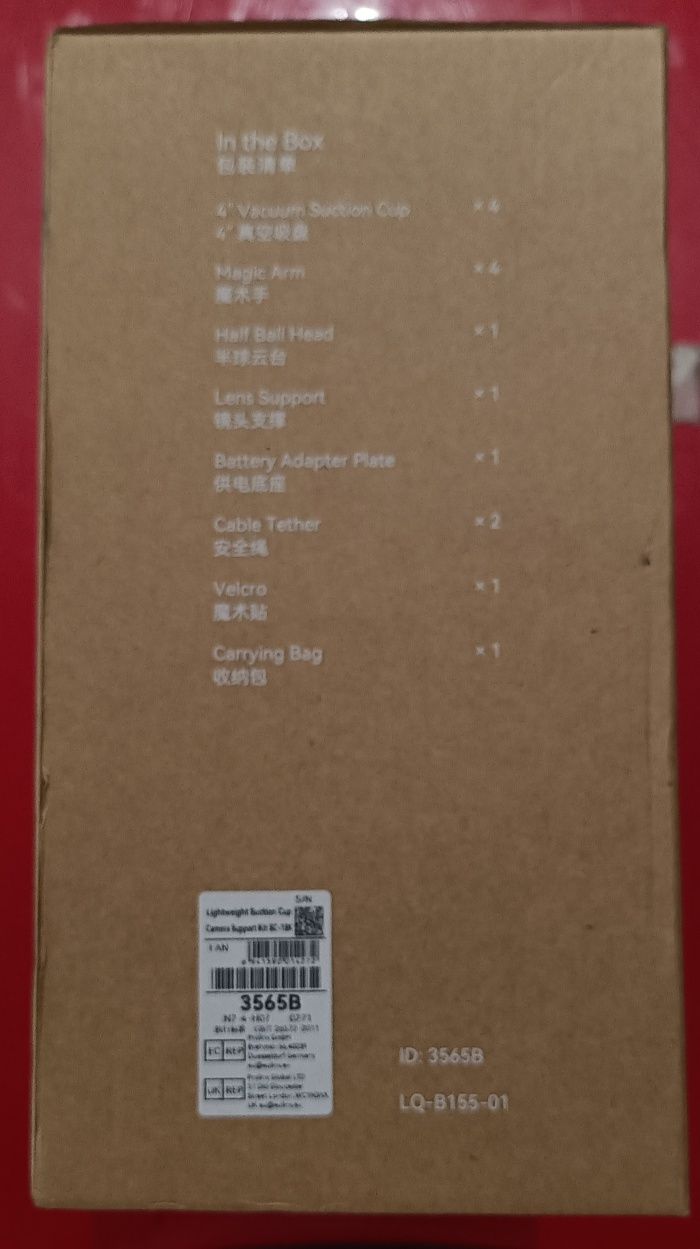 In the Box
包装清单
4" Vacuum Suction Cup × 4
4" 真空吸盘
Magic Arm × 4
魔术手
Half Ball Head × 1
半球云台
Lens Support × 1
镜头支撑
Battery Adapter Plate × 1
供电底座
Cable Tether × 2
安全绳
Velcro × 1
魔术贴
Carrying Bag × 1
收纳包
S/N
Lightweight Suction Cup
Camera Support Kit SC-15K
EAN
3565B
EC REP
UK REP
ID: 3565B
LQ-B155-01